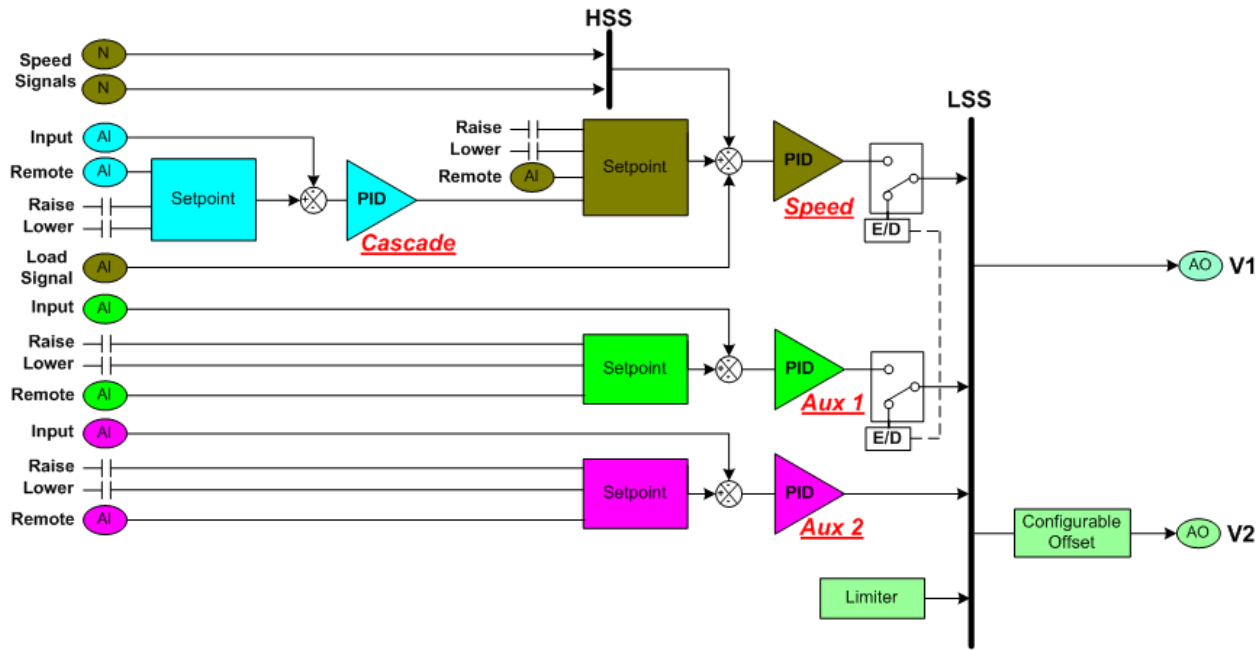 HSS
Speed
Signals
N
N
LSS
Input
AI
Remote
AI
Raise
Lower
Setpoint
PID
Cascade
Raise
Lower
Remote
AI
Setpoint
PID
Speed
E/D
Load
Signal
AI
AO
V1
Input
AI
Raise
Lower
Remote
AI
Setpoint
PID
Aux 1
E/D
Input
AI
Raise
Lower
Remote
AI
Setpoint
PID
Aux 2
Configurable
Offset
AO
V2
Limiter